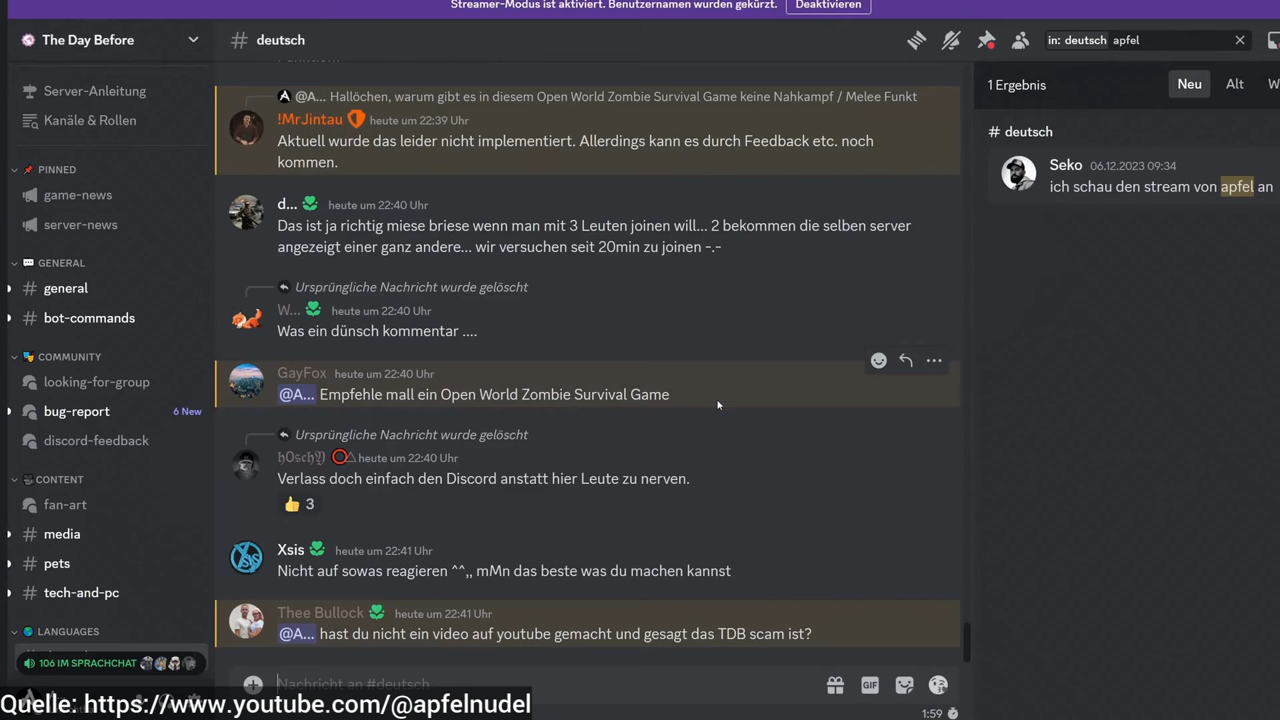 Streamer-Modus ist aktiviert. Benutzernamen wurden gekürzt.
Deaktivieren
The Day Before
Server-Anleitung
Kanäle & Rollen
PINNED
game-news
server-news
GENERAL
general
bot-commands
COMMUNITY
looking-for-group
bug-report
6 New
discord-feedback
CONTENT
fan-art
media
pets
tech-and-pc
LANGUAGES
106 IM SPRACHCHAT
# deutsch
@A... Hallöchen, warum gibt es in diesem Open World Zombie Survival Game keine Nahkampf / Melee Funkt
!MrJintau heute um 22:39 Uhr
Aktuell wurde das leider nicht implementiert. Allerdings kann es durch Feedback etc. noch
kommen.
d... heute um 22:40 Uhr
Das ist ja richtig miese briese wenn man mit 3 Leuten joinen will... 2 bekommen die selben server
angezeigt einer ganz andere... wir versuchen seit 20min zu joinen -.-
Ursprüngliche Nachricht wurde gelöscht
W... heute um 22:40 Uhr
Was ein dünsch kommentar ....
GayFox heute um 22:40 Uhr
@A... Empfehle mall ein Open World Zombie Survival Game
Ursprüngliche Nachricht wurde gelöscht
𝔥0𝔰𝔠𝔥𝔜 heute um 22:40 Uhr
Verlass doch einfach den Discord anstatt hier Leute zu nerven.
👍 3
Xsis heute um 22:41 Uhr
Nicht auf sowas reagieren ^^,, mMn das beste was du machen kannst
Thee Bullock heute um 22:41 Uhr
@A... hast du nicht ein video auf youtube gemacht und gesagt das TDB scam ist?
Nachricht an #deutsch
GIF
1:59
in: deutsch apfel
1 Ergebnis
Neu
Alt
# deutsch
Seko 06.12.2023 09:34
ich schau den stream von apfel an
Quelle: https://www.youtube.com/@apfelnudel